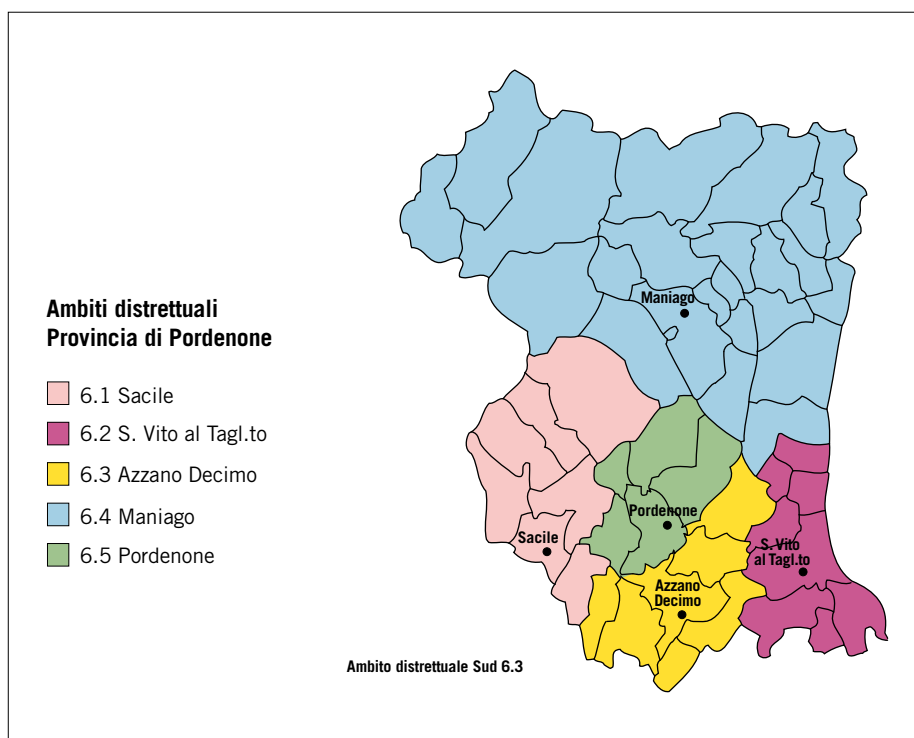 Ambiti distrettuali
Provincia di Pordenone
6.1 Sacile
6.2 S. Vito al Tagl.to
6.3 Azzano Decimo
6.4 Maniago
6.5 Pordenone
Maniago
Pordenone
Sacile
S. Vito
al Tagl.to
Azzano
Decimo
Ambito distrettuale Sud 6.3